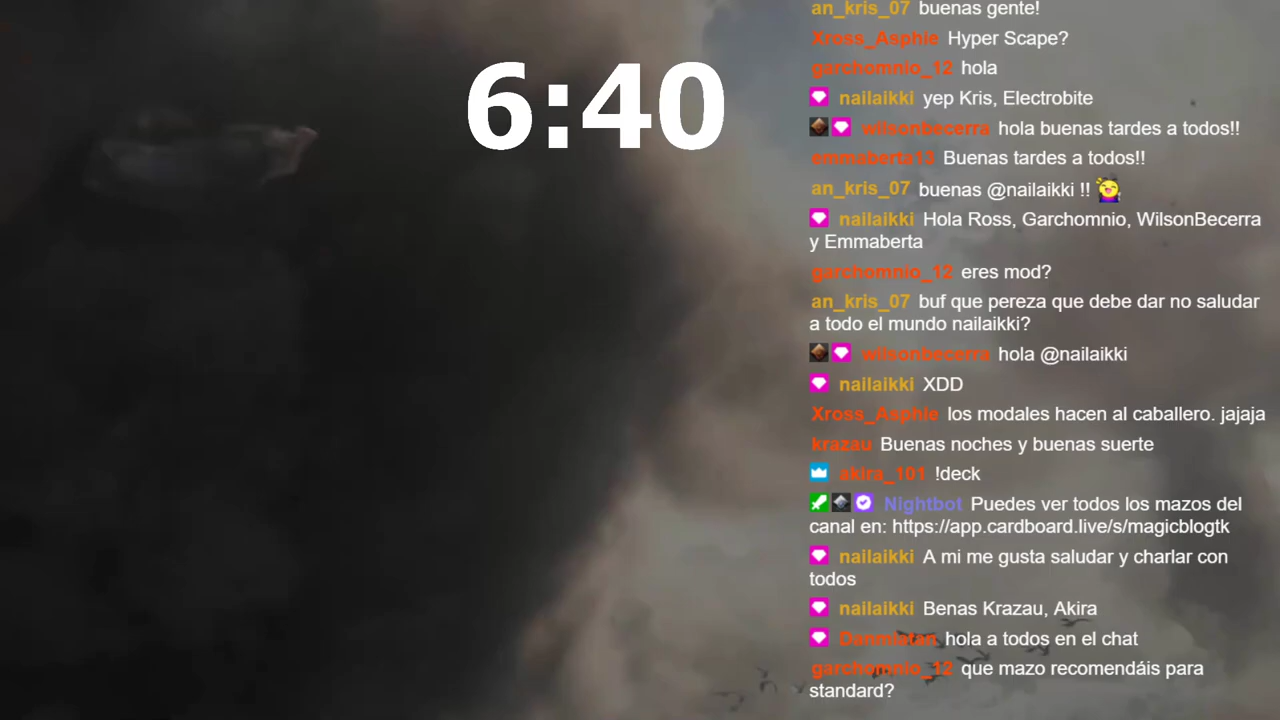 6:40
an_kris_07 buenas gente!
Xross_Asphie Hyper Scape?
garchomnio_12 hola
nailaikki yep Kris, Electrobite
wilsonbecerra hola buenas tardes a todos!!
emmaberta13 Buenas tardes a todos!!
an_kris_07 buenas @nailaikki !!
nailaikki Hola Ross, Garchomnio, WilsonBecerra
y Emmaberta
garchomnio_12 eres mod?
an_kris_07 buf que pereza que debe dar no saludar
a todo el mundo nailaikki?
wilsonbecerra hola @nailaikki
nailaikki XDD
Xross_Asphie los modales hacen al caballero. jajaja
krazau Buenas noches y buenas suerte
akira_101 !deck
Nightbot Puedes ver todos los mazos del
canal en: https://app.cardboard.live/s/magicblogtk
nailaikki A mi me gusta saludar y charlar con
todos
nailaikki Benas Krazau, Akira
Danmiatan hola a todos en el chat
garchomnio_12 que mazo recomendáis para
standard?